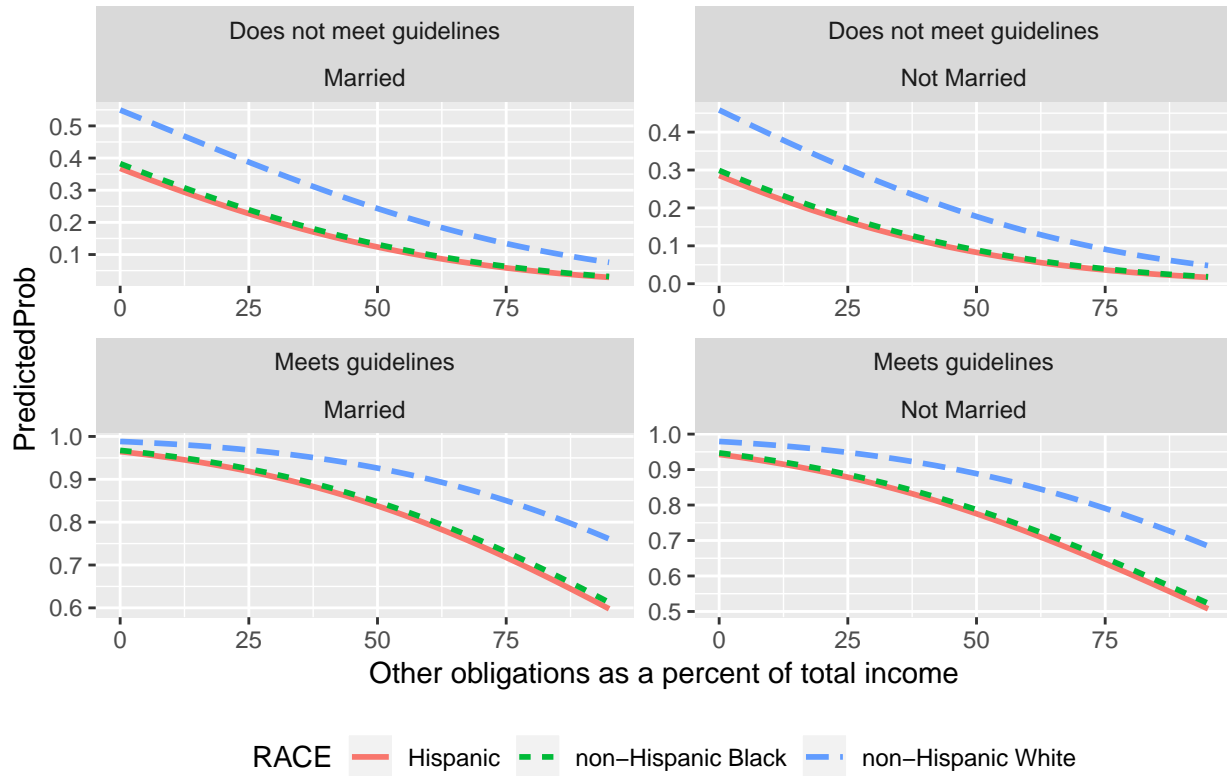 Does not meet guidelines
Married
0.5
0.4
0.3
0.2
0.1
0 25 50 75
Does not meet guidelines
Not Married
0.4
0.3
0.2
0.1
0.0
0 25 50 75
PredictedProb
Meets guidelines
Married
1.0
0.9
0.8
0.7
0.6
0 25 50 75
Meets guidelines
Not Married
1.0
0.9
0.8
0.7
0.6
0.5
0 25 50 75
Other obligations as a percent of total income
RACE Hispanic non−Hispanic Black non−Hispanic White